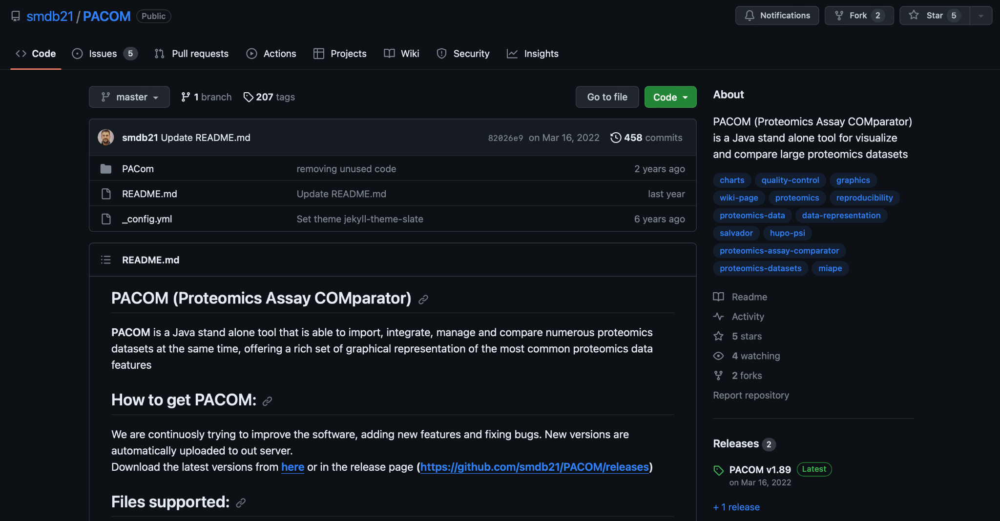 smdb21 / PACOM Public
Notifications Fork 2 Star 5
Code Issues 5 Pull requests Actions Projects Wiki Security Insights
master 1 branch 207 tags Go to file Code
smdb21 Update README.md 82026e9 on Mar 16, 2022 458 commits
PACom removing unused code 2 years ago
README.md Update README.md last year
_config.yml Set theme jekyll-theme-slate 6 years ago
README.md
PACOM (Proteomics Assay COMparator)
PACOM is a Java stand alone tool that is able to import, integrate, manage and compare numerous proteomics
datasets at the same time, offering a rich set of graphical representation of the most common proteomics data
features
How to get PACOM:
We are continuosly trying to improve the software, adding new features and fixing bugs. New versions are
automatically uploaded to out server.
Download the latest versions from here or in the release page (https://github.com/smdb21/PACOM/releases)
Files supported:
About
PACOM (Proteomics Assay COMparator)
is a Java stand alone tool for visualize
and compare large proteomics datasets
charts quality-control graphics
wiki-page proteomics reproducibility
proteomics-data data-representation
salvador hupo-psi
proteomics-assay-comparator
proteomics-datasets miape
Readme
Activity
5 stars
4 watching
2 forks
Report repository
Releases 2
PACOM v1.89 Latest
on Mar 16, 2022
+ 1 release